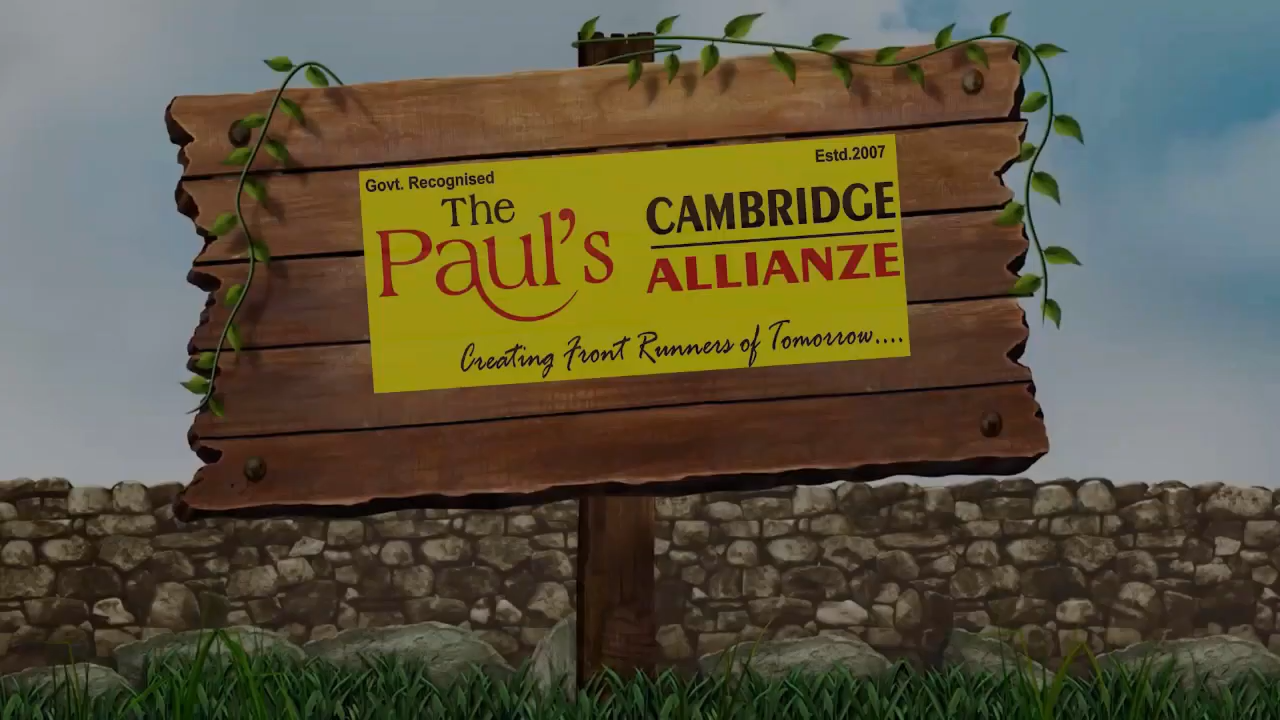 Govt. Recognised
Estd.2007
The
Paul's
CAMBRIDGE
ALLIANZE
Creating Front Runners of Tomorrow....